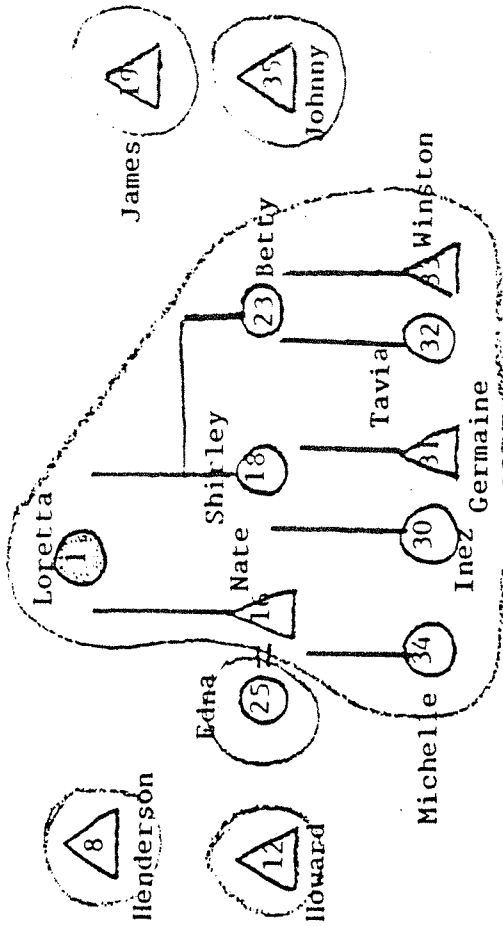 Loretta
1
James
19
8
Henderson
Edna
25
#
Nate
16
Shirley
18
Betty
23
12
Howard
35
Johnny
Michelle
34
30
Inez
31
Germaine
Tavia
32
33
Winston